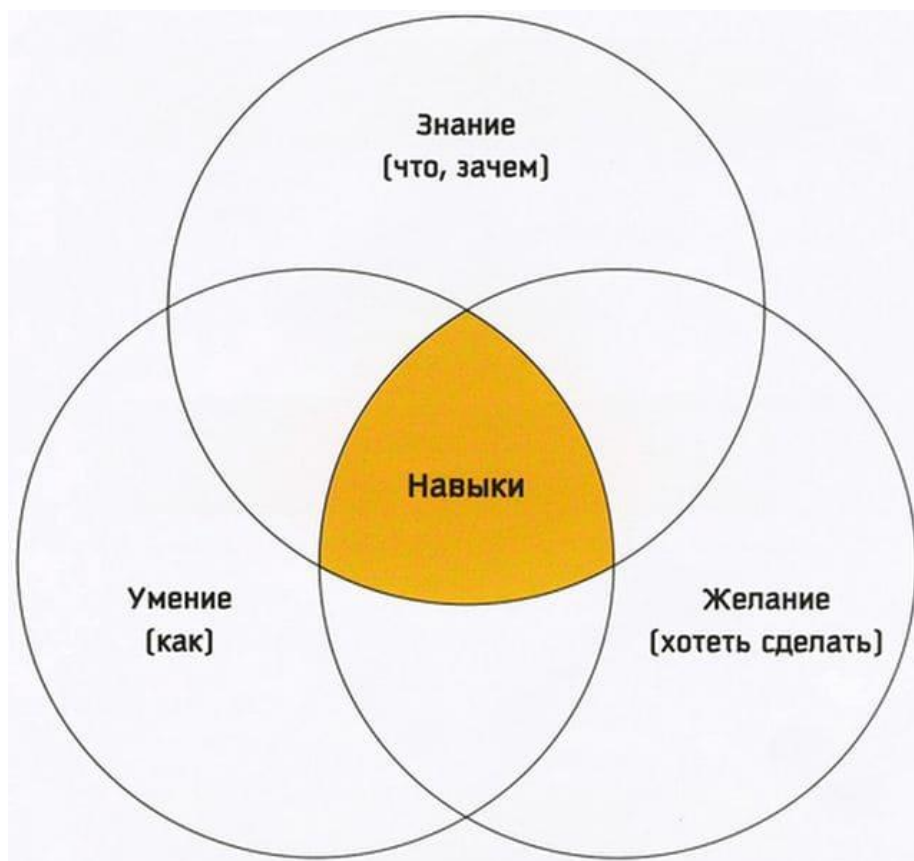 Знание
(что, зачем)
Навыки
Умение
(как)
Желание
(хотеть сделать)